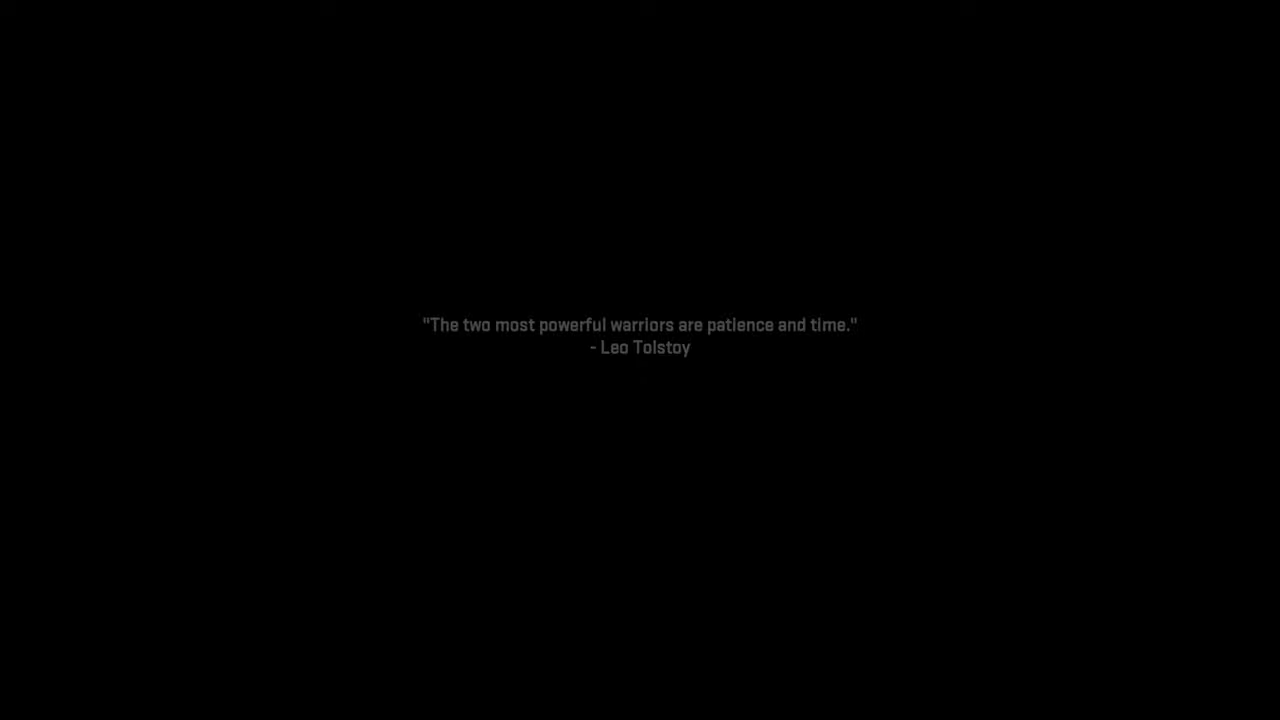 "The two most powerful warriors are patience and time."
- Leo Tolstoy